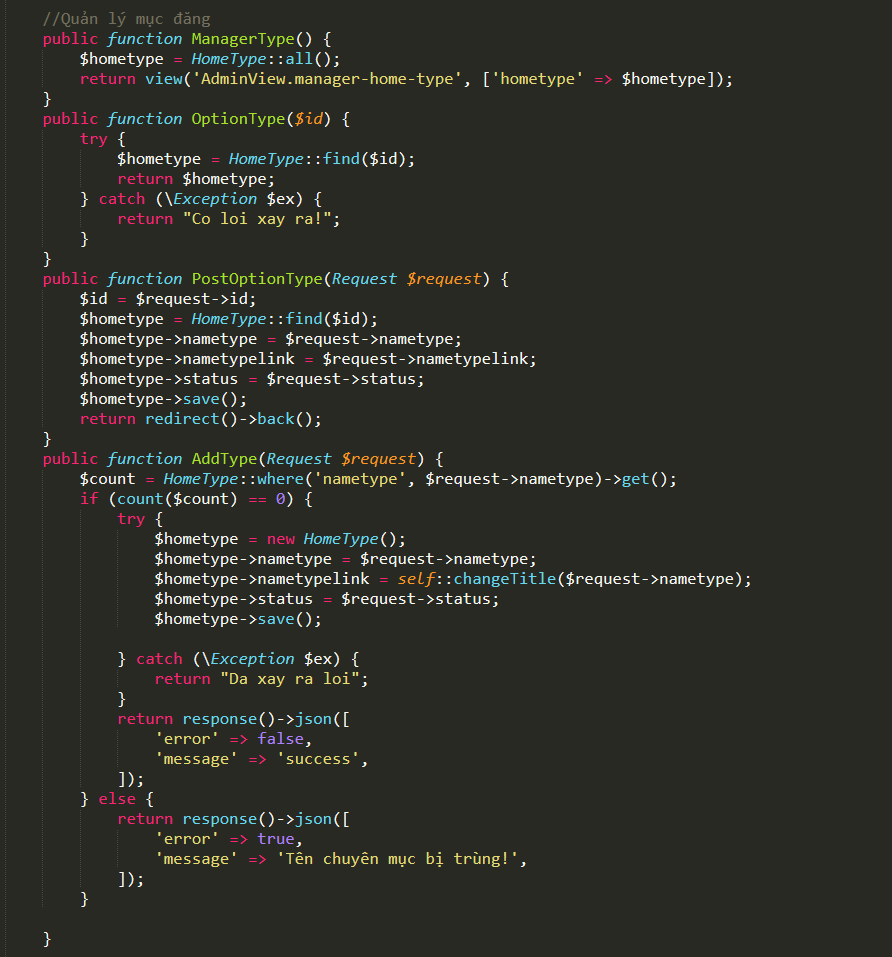 //Quản lý mục đăng
public function ManagerType() {
$hometype = HomeType::all();
return view('AdminView.manager-home-type', ['hometype' => $hometype]);
}
public function OptionType($id) {
try {
$hometype = HomeType::find($id);
return $hometype;
} catch (\Exception $ex) {
return "Co loi xay ra!";
}
}
public function PostOptionType(Request $request) {
$id = $request->id;
$hometype = HomeType::find($id);
$hometype->nametype = $request->nametype;
$hometype->nametypelink = $request->nametypelink;
$hometype->status = $request->status;
$hometype->save();
return redirect()->back();
}
public function AddType(Request $request) {
$count = HomeType::where('nametype', $request->nametype)->get();
if (count($count) == 0) {
try {
$hometype = new HomeType();
$hometype->nametype = $request->nametype;
$hometype->nametypelink = self::changeTitle($request->nametype);
$hometype->status = $request->status;
$hometype->save();
} catch (\Exception $ex) {
return "Da xay ra loi";
}
return response()->json([
'error' => false,
'message' => 'success',
]);
} else {
return response()->json([
'error' => true,
'message' => 'Tên chuyên mục bị trùng!',
]);
}
}